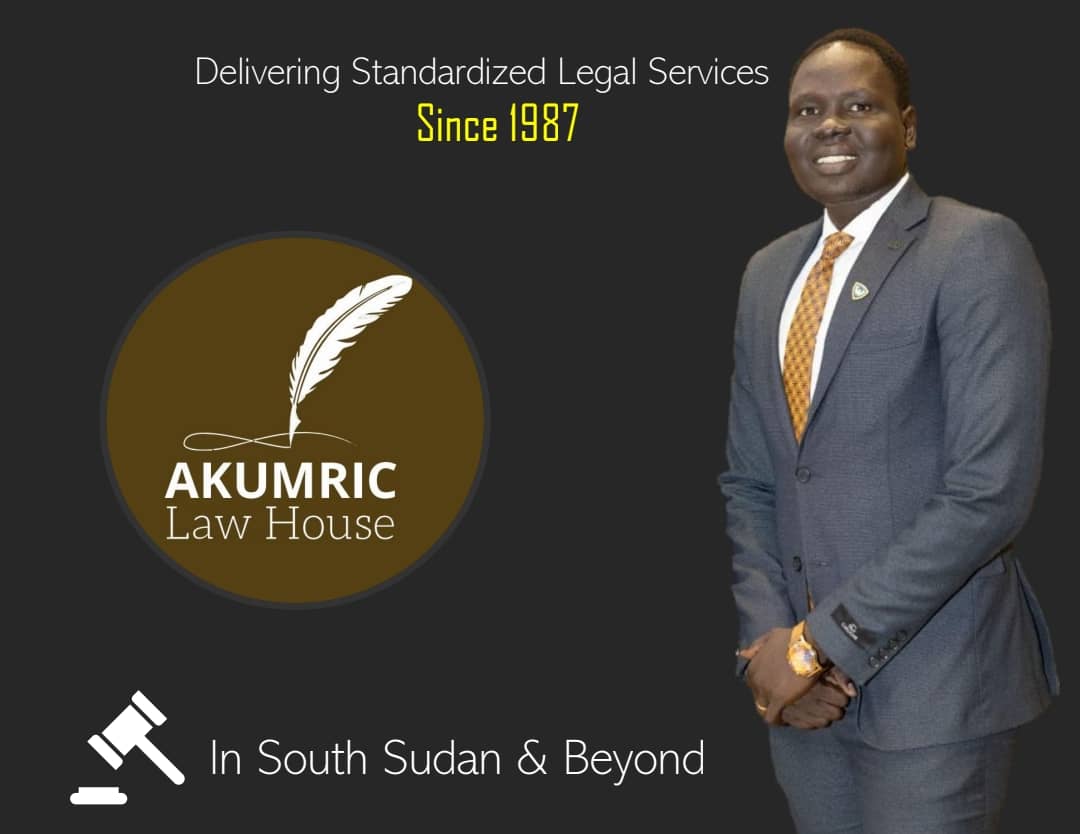 Delivering Standardized Legal Services
Since 1987
AKUMRIC
Law House
In South Sudan & Beyond